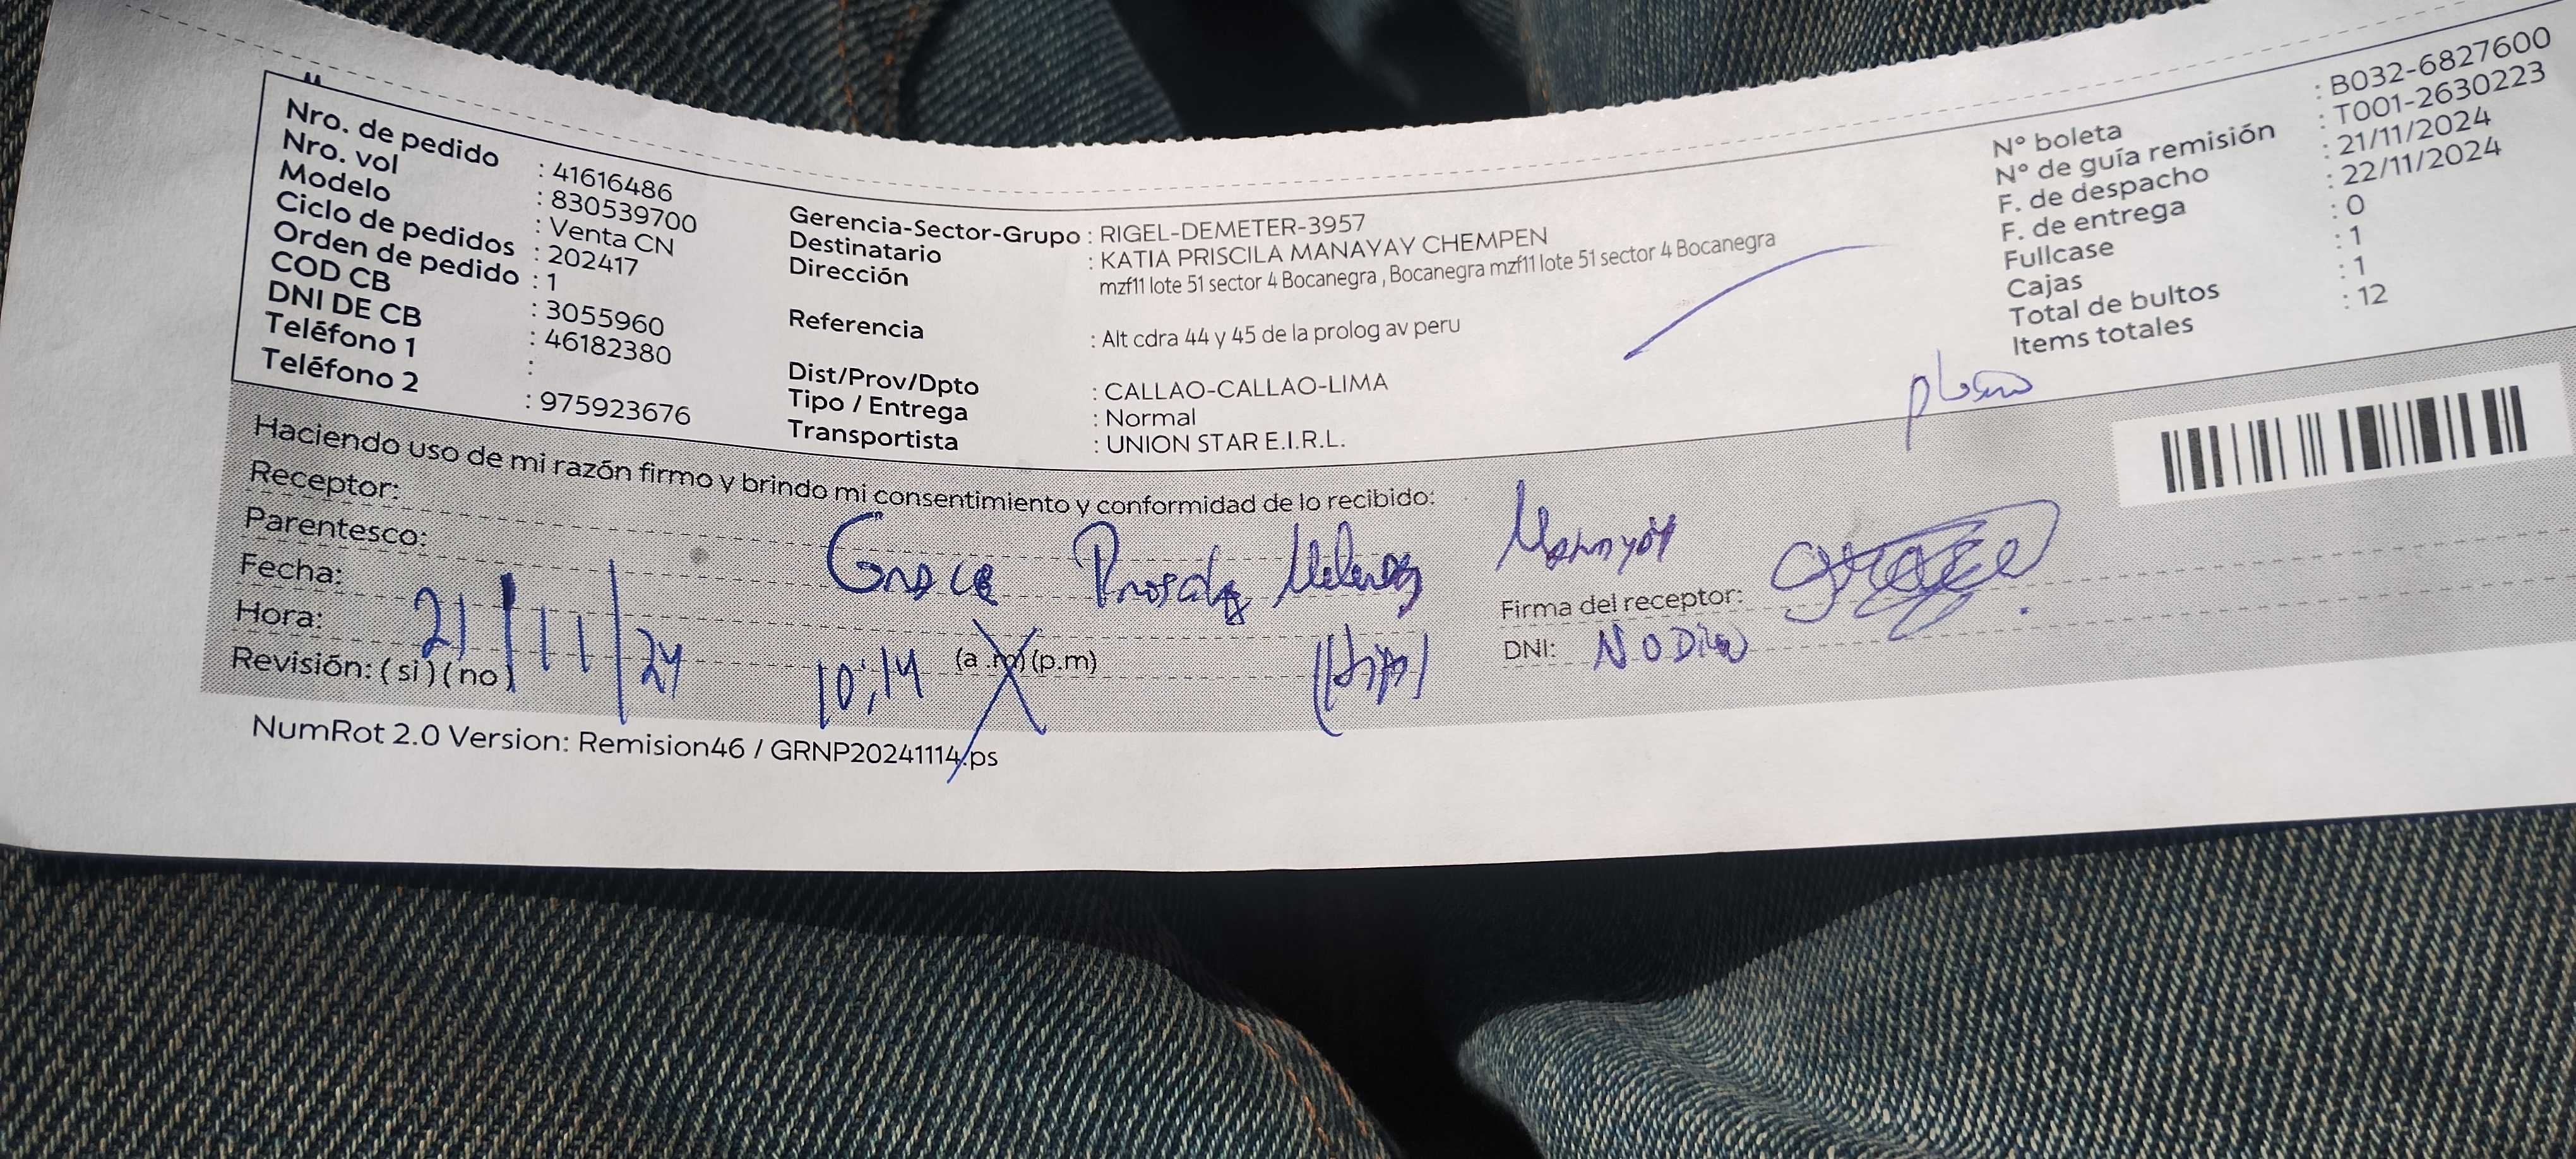 Nro. de pedido : 41616486
Nro. vol : 830539700
Modelo : Venta CN
Ciclo de pedidos : 202417
Orden de pedido : 1
COD CB : 3055960
DNI DE CB : 46182380
Teléfono 1 :
Teléfono 2 : 975923676
Gerencia-Sector-Grupo : RIGEL-DEMETER-3957
Destinatario : KATIA PRISCILA MANAYAY CHEMPEN
Dirección mzf11 lote 51 sector 4 Bocanegra , Bocanegra mzf11 lote 51 sector 4 Bocanegra
Referencia : Alt cdra 44 y 45 de la prolog av peru
Dist/Prov/Dpto : CALLAO-CALLAO-LIMA
Tipo / Entrega : Normal
Transportista : UNION STAR E.I.R.L.
N° boleta : B032-6827600
N° de guía remisión : T001-2630223
F. de despacho : 21/11/2024
F. de entrega : 22/11/2024
Fullcase : 0
Cajas : 1
Total de bultos : 1
Items totales : 12
Haciendo uso de mi razón firmo y brindo mi consentimiento y conformidad de lo recibido:
Receptor: Grace Manayay
Parentesco: (Hija)
Fecha: 21/11/24
Hora: 10:14 (a.m) (p.m)
Revisión: ( si ) ( no )
Firma del receptor:
DNI: NO DIO
NumRot 2.0 Version: Remision46 / GRNP20241114.ps